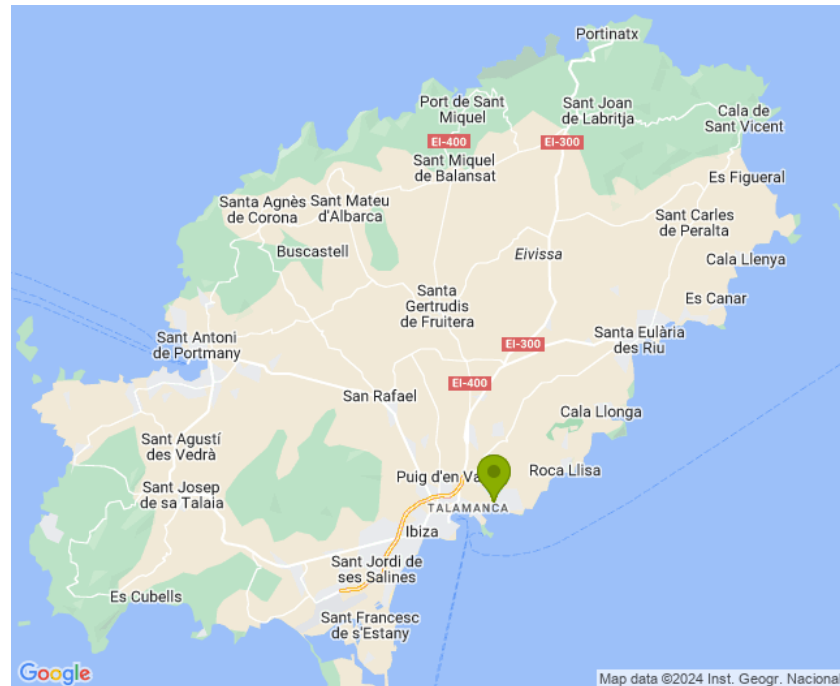 Portinatx
Port de Sant
Miquel
Sant Joan
de Labritja
Cala de
Sant Vicent
EI-400
EI-300
Sant Miquel
de Balansat
Es Figueral
Santa Agnès
de Corona
Sant Mateu
d'Albarca
Sant Carles
de Peralta
Buscastell
Eivissa
Cala Llenya
Santa
Gertrudis
de Fruitera
Es Canar
Sant Antoni
de Portmany
Santa Eulària
des Riu
EI-300
EI-400
San Rafael
Cala Llonga
Sant Agustí
des Vedrà
Puig d'en Va
Roca Llisa
Sant Josep
de sa Talaia
TALAMANCA
Ibiza
Sant Jordi de
ses Salines
Es Cubells
Sant Francesc
de s'Estany
Google
Map data ©2024 Inst. Geogr. Nacional